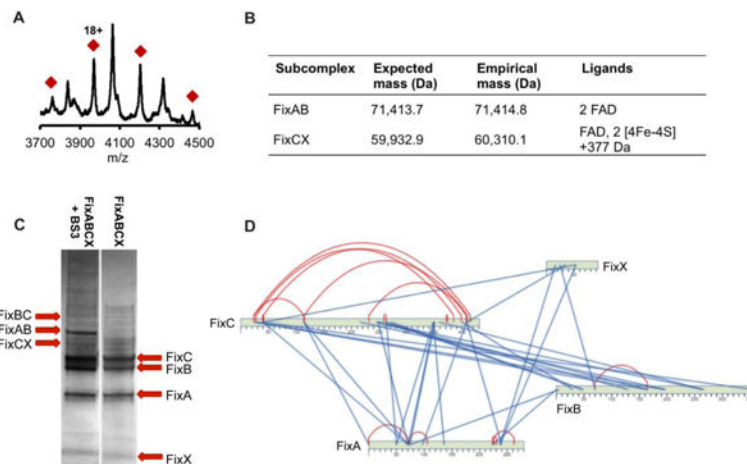 A
18+
3700 3900 4100 4300 4500
m/z
B
Subcomplex Expected mass (Da) Empirical mass (Da) Ligands
FixAB 71,413.7 71,414.8 2 FAD
FixCX 59,932.9 60,310.1 FAD, 2 [4Fe-4S] +377 Da
C
FixABCX + BS3
FixABCX
FixBC
FixAB
FixCX
FixC
FixB
FixA
FixX
D
FixX
FixC
FixB
FixA